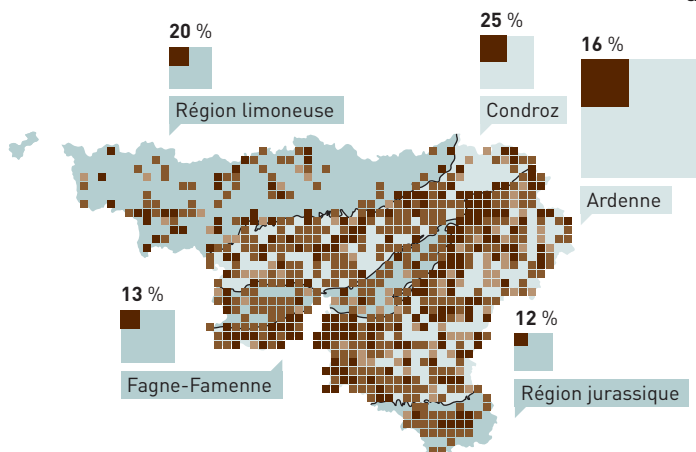 20 %
Région limoneuse
25 %
Condroz
16 %
Ardenne
13 %
Fagne-Famenne
12 %
Région jurassique